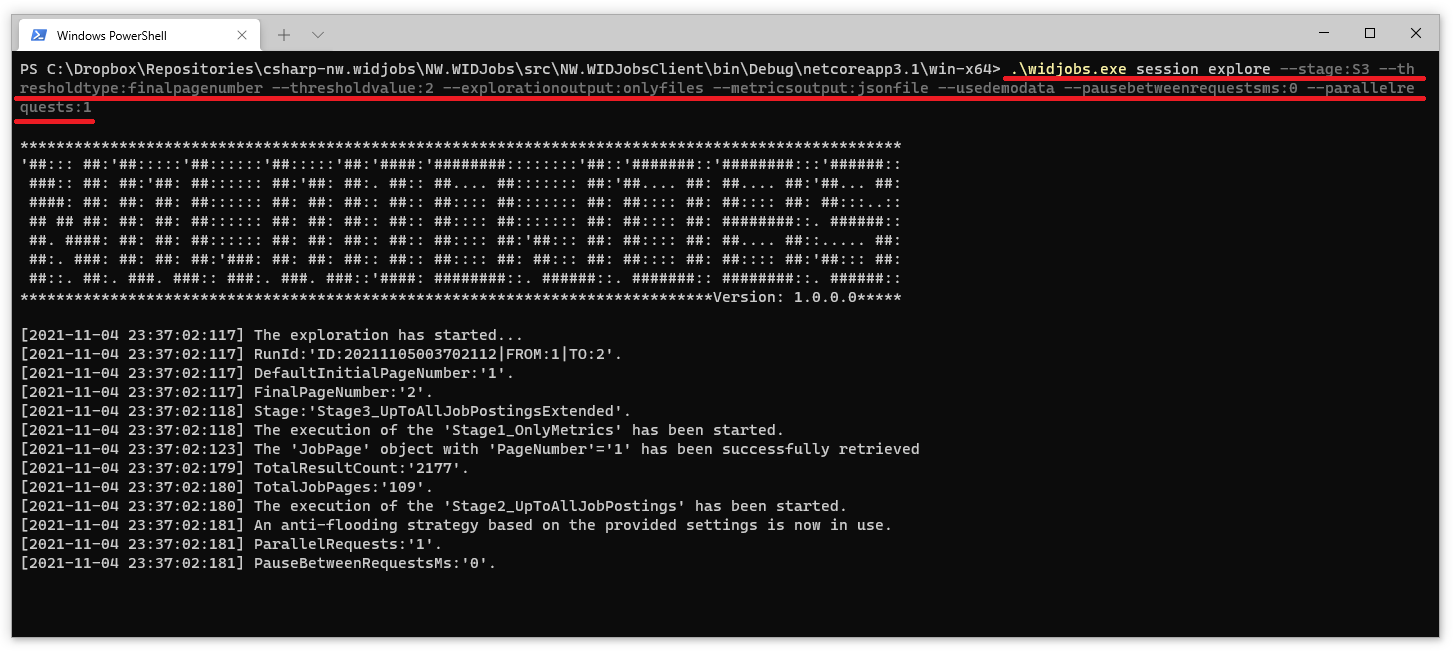 Windows PowerShell
PS C:\Dropbox\Repositories\csharp-nw.widjobs\NW.WIDJobs\src\NW.WIDJobsClient\bin\Debug\netcoreapp3.1\win-x64> .\widjobs.exe session explore --stage:S3 --th
resholdtype:finalpagenumber --thresholdvalue:2 --explorationoutput:onlyfiles --metricsoutput:jsonfile --usedemodata --pausebetweenrequestsms:0 --parallelre
quests:1
***************************************************************************************************
'##::: ##:'##:::::'##::::::'##:::::'##:'####:'########::::::::'##::'#######::'########:::'######::
 ###:: ##: ##:'##: ##:::::: ##:'##: ##:. ##:: ##.... ##::::::: ##:'##.... ##: ##.... ##:'##... ##:
 ####: ##: ##: ##: ##:::::: ##: ##: ##:: ##:: ##:::: ##::::::: ##: ##:::: ##: ##:::: ##: ##:::..::
 ## ## ##: ##: ##: ##:::::: ##: ##: ##:: ##:: ##:::: ##::::::: ##: ##:::: ##: ########::. ######::
 ##. ####: ##: ##: ##:::::: ##: ##: ##:: ##:: ##:::: ##:'##::: ##: ##:::: ##: ##.... ##::..... ##:
 ##:. ###: ##: ##: ##:'###: ##: ##: ##:: ##:: ##:::: ##: ##::: ##: ##:::: ##: ##:::: ##:'##::: ##:
 ##::. ##:. ###. ###:: ###:. ###. ###::'####: ########::. ######::. #######:: ########::. ######::
*****************************************************************************Version: 1.0.0.0*****
[2021-11-04 23:37:02:117] The exploration has started...
[2021-11-04 23:37:02:117] RunId:'ID:20211105003702112|FROM:1|TO:2'.
[2021-11-04 23:37:02:117] DefaultInitialPageNumber:'1'.
[2021-11-04 23:37:02:117] FinalPageNumber:'2'.
[2021-11-04 23:37:02:118] Stage:'Stage3_UpToAllJobPostingsExtended'.
[2021-11-04 23:37:02:118] The execution of the 'Stage1_OnlyMetrics' has been started.
[2021-11-04 23:37:02:123] The 'JobPage' object with 'PageNumber'='1' has been successfully retrieved
[2021-11-04 23:37:02:179] TotalResultCount:'2177'.
[2021-11-04 23:37:02:180] TotalJobPages:'109'.
[2021-11-04 23:37:02:180] The execution of the 'Stage2_UpToAllJobPostings' has been started.
[2021-11-04 23:37:02:181] An anti-flooding strategy based on the provided settings is now in use.
[2021-11-04 23:37:02:181] ParallelRequests:'1'.
[2021-11-04 23:37:02:181] PauseBetweenRequestsMs:'0'.